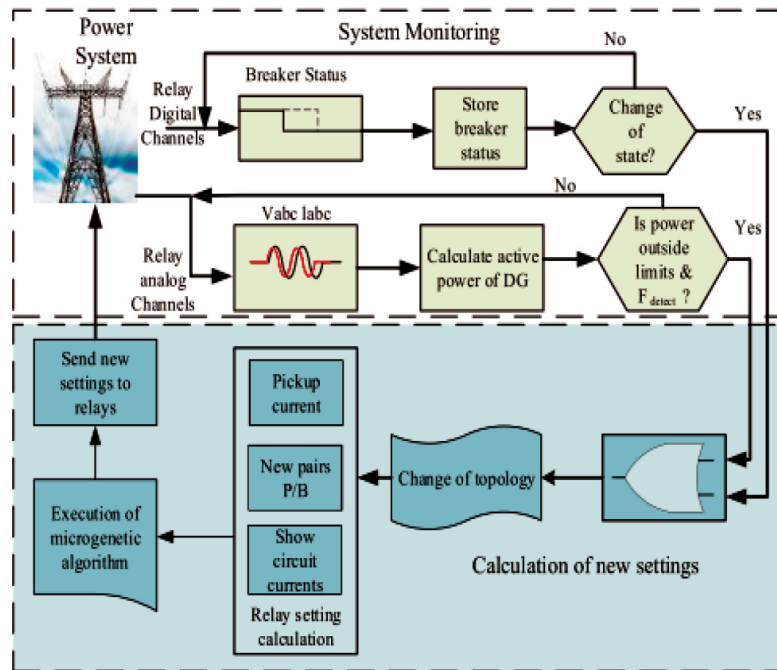 Power
System
System Monitoring
No
Relay
Digital
Channels
Breaker Status
Store
breaker
status
Change
of
state?
Yes
No
Relay
analog
Channels
Vabc Iabc
Calculate active
power of DG
Is power
outside
limits &
F detect ?
Yes
Yes
Send new
settings to
relays
Pickup
current
New pairs
P/B
Show
circuit
currents
Relay setting
calculation
Change of topology
Execution of
microgenetic
algorithm
Calculation of new settings